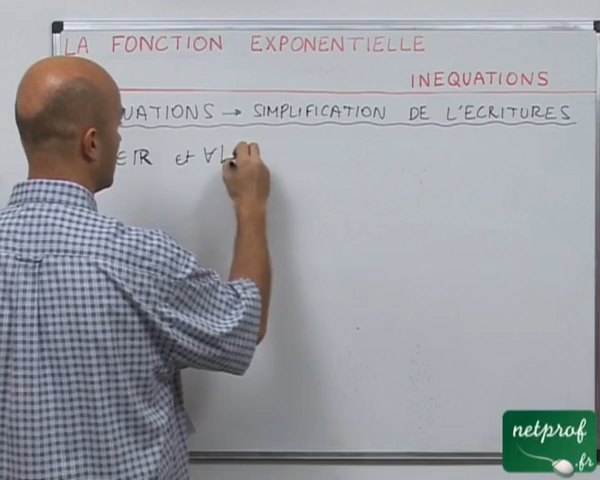 LA FONCTION EXPONENTIELLE
INEQUATIONS
UATIONS → SIMPLIFICATION DE L'ECRITURES
∈ ℝ et ∀
netprof
.fr